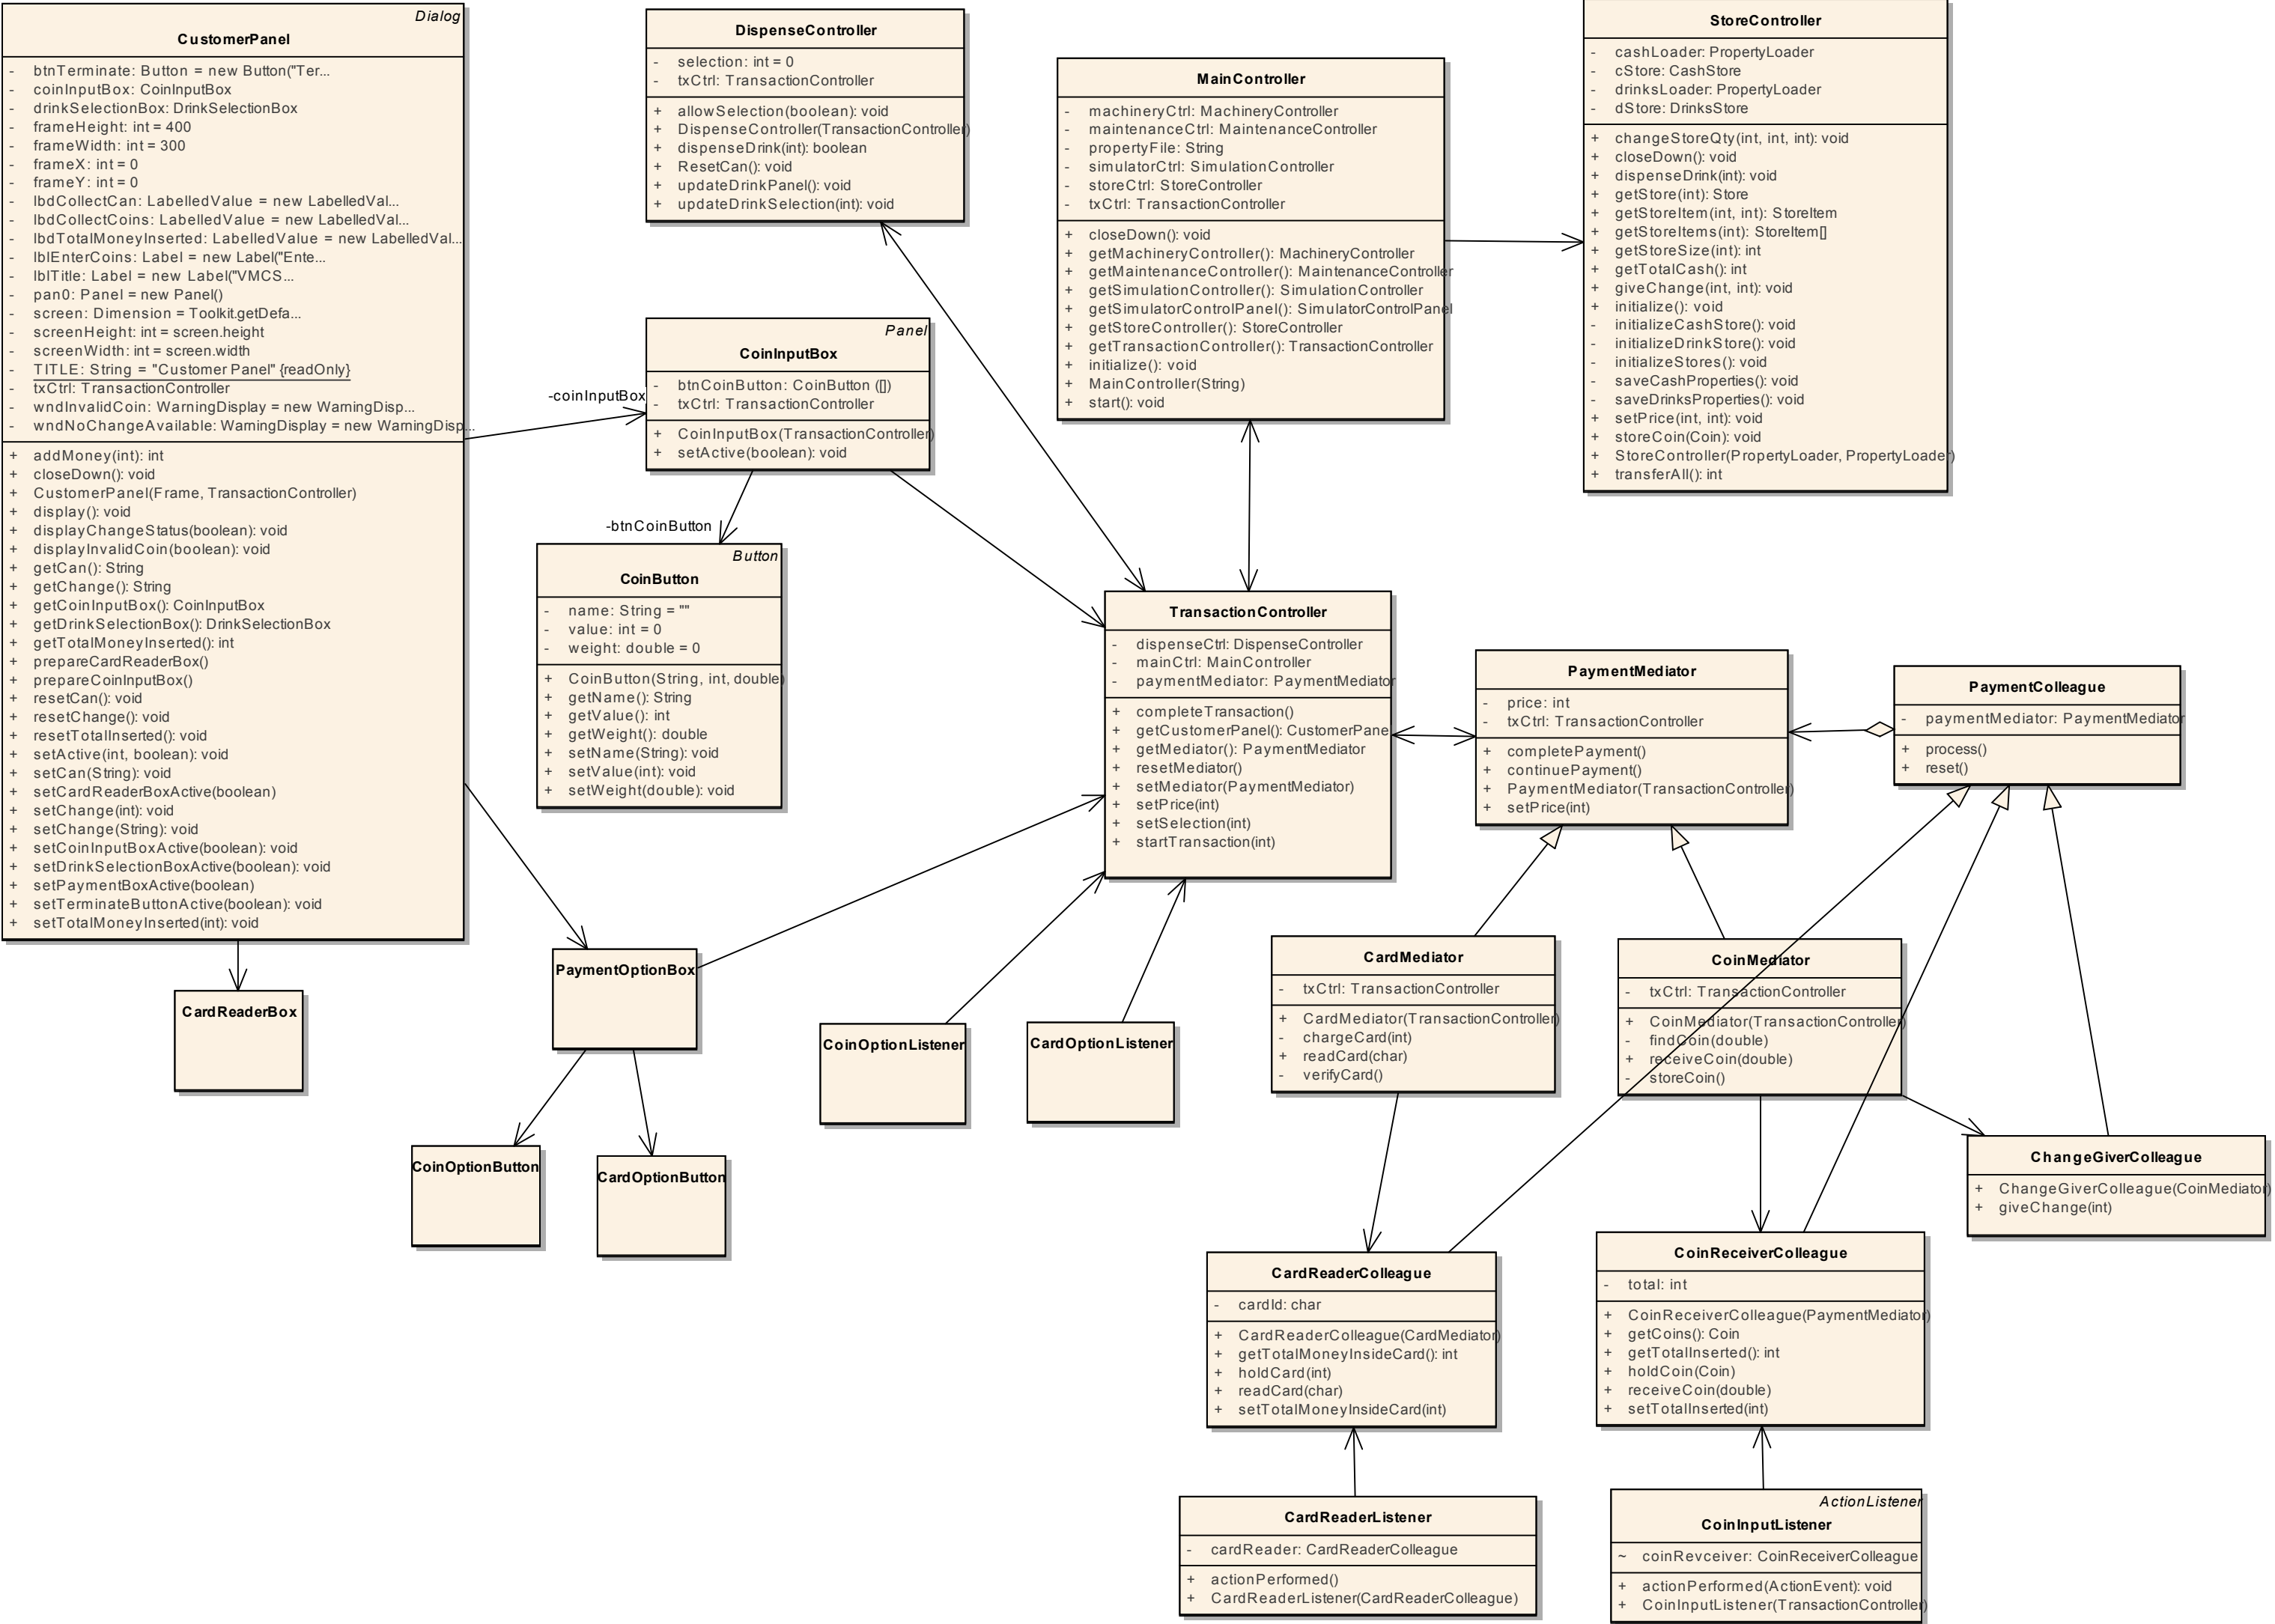 Dialog
CustomerPanel
- btnTerminate: Button = new Button("Ter...
- coinInputBox: CoinInputBox
- drinkSelectionBox: DrinkSelectionBox
- frameHeight: int = 400
- frameWidth: int = 300
- frameX: int = 0
- frameY: int = 0
- lbdCollectCan: LabelledValue = new LabelledVal...
- lbdCollectCoins: LabelledValue = new LabelledVal...
- lbdTotalMoneyInserted: LabelledValue = new LabelledVal...
- lblEnterCoins: Label = new Label("Ente...
- lblTitle: Label = new Label("VMCS...
- pan0: Panel = new Panel()
- screen: Dimension = Toolkit.getDefa...
- screenHeight: int = screen.height
- screenWidth: int = screen.width
- TITLE: String = "Customer Panel" {readOnly}
- txCtrl: TransactionController
- wndInvalidCoin: WarningDisplay = new WarningDisp...
- wndNoChangeAvailable: WarningDisplay = new WarningDisp...
+ addMoney(int): int
+ closeDown(): void
+ CustomerPanel(Frame, TransactionController)
+ display(): void
+ displayChangeStatus(boolean): void
+ displayInvalidCoin(boolean): void
+ getCan(): String
+ getChange(): String
+ getCoinInputBox(): CoinInputBox
+ getDrinkSelectionBox(): DrinkSelectionBox
+ getTotalMoneyInserted(): int
+ prepareCardReaderBox()
+ prepareCoinInputBox()
+ resetCan(): void
+ resetChange(): void
+ resetTotalInserted(): void
+ setActive(int, boolean): void
+ setCan(String): void
+ setCardReaderBoxActive(boolean)
+ setChange(int): void
+ setChange(String): void
+ setCoinInputBoxActive(boolean): void
+ setDrinkSelectionBoxActive(boolean): void
+ setPaymentBoxActive(boolean)
+ setTerminateButtonActive(boolean): void
+ setTotalMoneyInserted(int): void
DispenseController
- selection: int = 0
- txCtrl: TransactionController
+ allowSelection(boolean): void
+ DispenseController(TransactionController)
+ dispenseDrink(int): boolean
+ ResetCan(): void
+ updateDrinkPanel(): void
+ updateDrinkSelection(int): void
MainController
- machineryCtrl: MachineryController
- maintenanceCtrl: MaintenanceController
- propertyFile: String
- simulatorCtrl: SimulationController
- storeCtrl: StoreController
- txCtrl: TransactionController
+ closeDown(): void
+ getMachineryController(): MachineryController
+ getMaintenanceController(): MaintenanceController
+ getSimulationController(): SimulationController
+ getSimulatorControlPanel(): SimulatorControlPanel
+ getStoreController(): StoreController
+ getTransactionController(): TransactionController
+ initialize(): void
+ MainController(String)
+ start(): void
StoreController
- cashLoader: PropertyLoader
- cStore: CashStore
- drinksLoader: PropertyLoader
- dStore: DrinksStore
+ changeStoreQty(int, int, int): void
+ closeDown(): void
+ dispenseDrink(int): void
+ getStore(int): Store
+ getStoreItem(int, int): StoreItem
+ getStoreItems(int): StoreItem[]
+ getStoreSize(int): int
+ getTotalCash(): int
+ giveChange(int, int): void
+ initialize(): void
- initializeCashStore(): void
- initializeDrinkStore(): void
- initializeStores(): void
- saveCashProperties(): void
- saveDrinksProperties(): void
+ setPrice(int, int): void
+ storeCoin(Coin): void
+ StoreController(PropertyLoader, PropertyLoader)
+ transferAll(): int
-coinInputBox
Panel
CoinInputBox
- btnCoinButton: CoinButton ([])
- txCtrl: TransactionController
+ CoinInputBox(TransactionController)
+ setActive(boolean): void
-btnCoinButton
Button
CoinButton
- name: String = ""
- value: int = 0
- weight: double = 0
+ CoinButton(String, int, double)
+ getName(): String
+ getValue(): int
+ getWeight(): double
+ setName(String): void
+ setValue(int): void
+ setWeight(double): void
TransactionController
- dispenseCtrl: DispenseController
- mainCtrl: MainController
- paymentMediator: PaymentMediator
+ completeTransaction()
+ getCustomerPanel(): CustomerPane
+ getMediator(): PaymentMediator
+ resetMediator()
+ setMediator(PaymentMediator)
+ setPrice(int)
+ setSelection(int)
+ startTransaction(int)
PaymentMediator
- price: int
- txCtrl: TransactionController
+ completePayment()
+ continuePayment()
+ PaymentMediator(TransactionController)
+ setPrice(int)
PaymentColleague
- paymentMediator: PaymentMediator
+ process()
+ reset()
CardReaderBox
PaymentOptionBox
CoinOptionButton
CardOptionButton
CoinOptionListener
CardOptionListener
CardMediator
- txCtrl: TransactionController
+ CardMediator(TransactionController)
- chargeCard(int)
+ readCard(char)
- verifyCard()
CoinMediator
- txCtrl: TransactionController
+ CoinMediator(TransactionController)
- findCoin(double)
+ receiveCoin(double)
- storeCoin()
ChangeGiverColleague
+ ChangeGiverColleague(CoinMediator)
+ giveChange(int)
CardReaderColleague
- cardId: char
+ CardReaderColleague(CardMediator)
+ getTotalMoneyInsideCard(): int
+ holdCard(int)
+ readCard(char)
+ setTotalMoneyInsideCard(int)
CoinReceiverColleague
- total: int
+ CoinReceiverColleague(PaymentMediator)
+ getCoins(): Coin
+ getTotalInserted(): int
+ holdCoin(Coin)
+ receiveCoin(double)
+ setTotalInserted(int)
CardReaderListener
- cardReader: CardReaderColleague
+ actionPerformed()
+ CardReaderListener(CardReaderColleague)
ActionListener
CoinInputListener
~ coinRevceiver: CoinReceiverColleague
+ actionPerformed(ActionEvent): void
+ CoinInputListener(TransactionController)